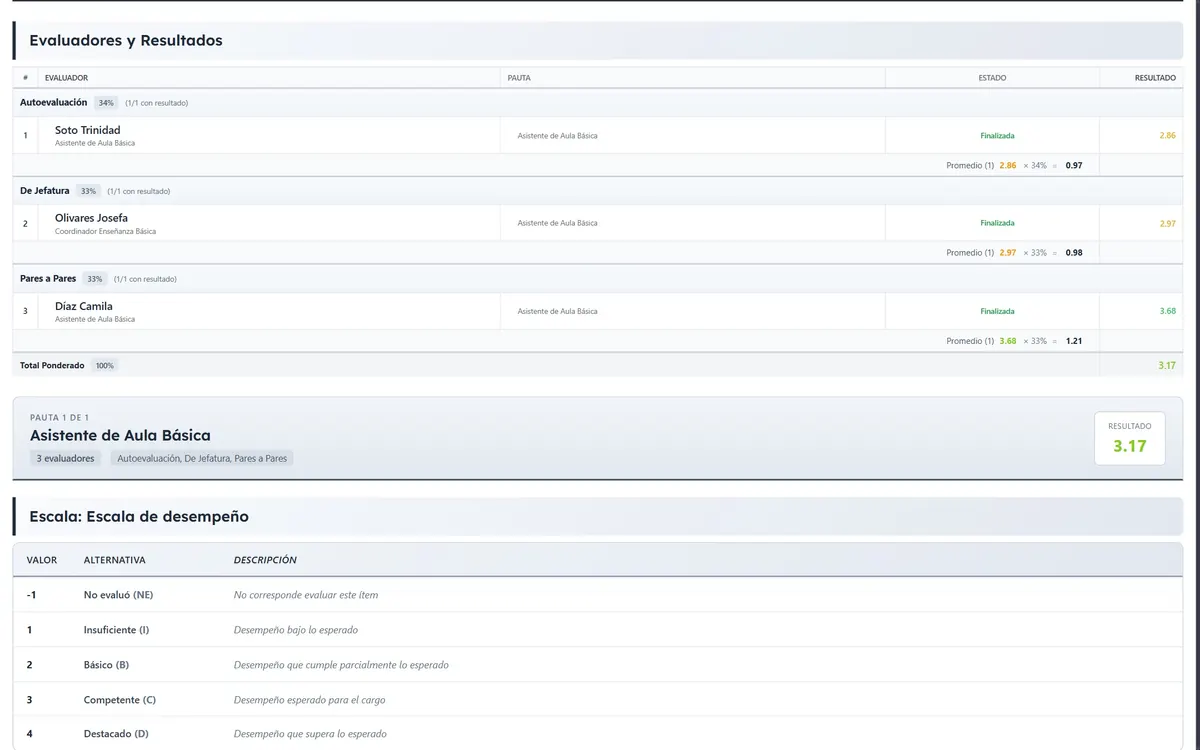 Evaluadores y Resultados
# EVALUADOR PAUTA ESTADO RESULTADO
Autoevaluación 34% (1/1 con resultado)
1 Soto Trinidad Asistente de Aula Básica Finalizada 2.86
Asistente de Aula Básica
Promedio (1) 2.86 × 34% = 0.97
De Jefatura 33% (1/1 con resultado)
2 Olivares Josefa Asistente de Aula Básica Finalizada 2.97
Coordinador Enseñanza Básica
Promedio (1) 2.97 × 33% = 0.98
Pares a Pares 33% (1/1 con resultado)
3 Díaz Camila Asistente de Aula Básica Finalizada 3.68
Asistente de Aula Básica
Promedio (1) 3.68 × 33% = 1.21
Total Ponderado 100% 3.17
PAUTA 1 DE 1
Asistente de Aula Básica
3 evaluadores Autoevaluación, De Jefatura, Pares a Pares
RESULTADO
3.17
Escala: Escala de desempeño
VALOR ALTERNATIVA DESCRIPCIÓN
-1 No evaluó (NE) No corresponde evaluar este ítem
1 Insuficiente (I) Desempeño bajo lo esperado
2 Básico (B) Desempeño que cumple parcialmente lo esperado
3 Competente (C) Desempeño esperado para el cargo
4 Destacado (D) Desempeño que supera lo esperado